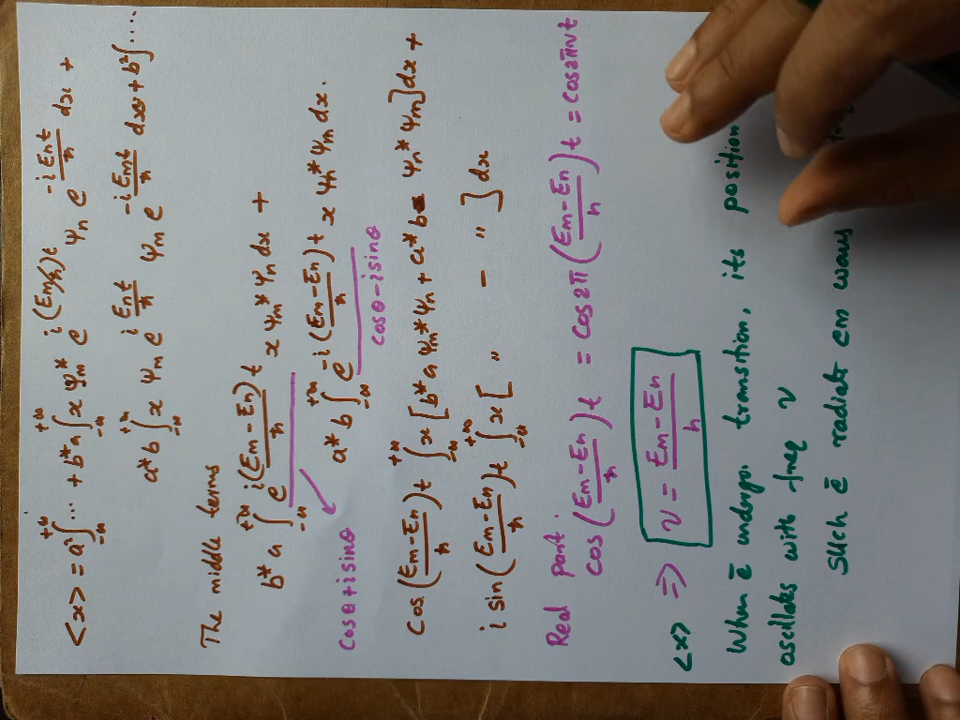 <x> = a²∫_{-∞}^{+∞} ... + b*a∫_{-∞}^{+∞} x ψm* e^{i(Em/ħ)t} ψn e^{-iEnt/ħ} dx +
a*b∫_{-∞}^{+∞} x ψm e^{iEnt/ħ} ψm e^{-iEmt/ħ} dx + b²∫...
The middle terms
b*a∫_{-∞}^{+∞} e^{i(Em-En)t/ħ} x ψm* ψn dx +
a*b∫_{-∞}^{+∞} e^{-i(Em-En)t/ħ} x ψn* ψm dx.
cosθ+isinθ
cosθ-isinθ
cos(Em-En/ħ)t ∫_{-∞}^{+∞} x[b*a ψm*ψn + a*b ψn*ψm]dx +
i sin(Em-En/ħ)t ∫_{-∞}^{+∞} x[ " - " ]dx
Real part:
cos(Em-En/ħ)t = cos2π(Em-En/h)t = cos2πνt
<x> ⇒ ν = Em-En/h
When ē undergo. transition, its position
oscillates with freq ν
Such ē radiate em waves